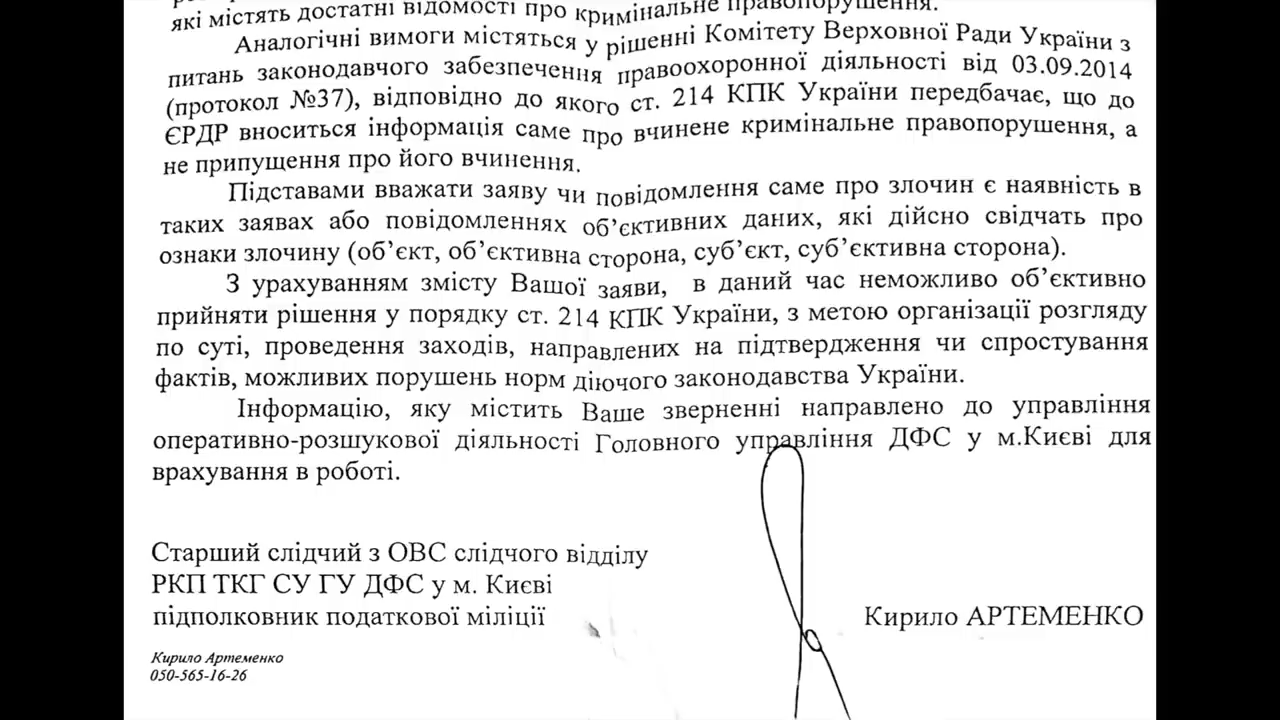 які містять достатні відомості про кримінальне правопорушення.
Аналогічні вимоги містяться у рішенні Комітету Верховної Ради України з
питань законодавчого забезпечення правоохоронної діяльності від 03.09.2014
(протокол №37), відповідно до якого ст. 214 КПК України передбачає, що до
ЄРДР вноситься інформація саме про вчинене кримінальне правопорушення, а
не припущення про його вчинення.
Підставами вважати заяву чи повідомлення саме про злочин є наявність в
таких заявах або повідомленнях об’єктивних даних, які дійсно свідчать про
ознаки злочину (об’єкт, об’єктивна сторона, суб’єкт, суб’єктивна сторона).
З урахуванням змісту Вашої заяви, в даний час неможливо об’єктивно
прийняти рішення у порядку ст. 214 КПК України, з метою організації розгляду
по суті, проведення заходів, направлених на підтвердження чи спростування
фактів, можливих порушень норм діючого законодавства України.
Інформацію, яку містить Ваше зверненні направлено до управління
оперативно-розшукової діяльності Головного управління ДФС у м.Києві для
врахування в роботі.
Старший слідчий з ОВС слідчого відділу
РКП ТКГ СУ ГУ ДФС у м. Києві
підполковник податкової міліції
Кирило АРТЕМЕНКО
Кирило Артеменко
050-565-16-26